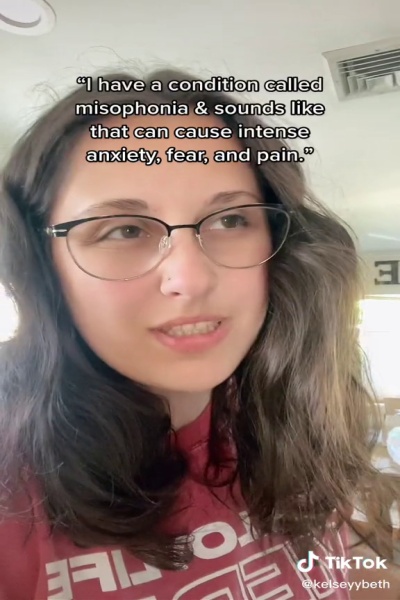 “I have a condition called
misophonia & sounds like
that can cause intense
anxiety, fear, and pain.”
TikTok
@kelseyybeth